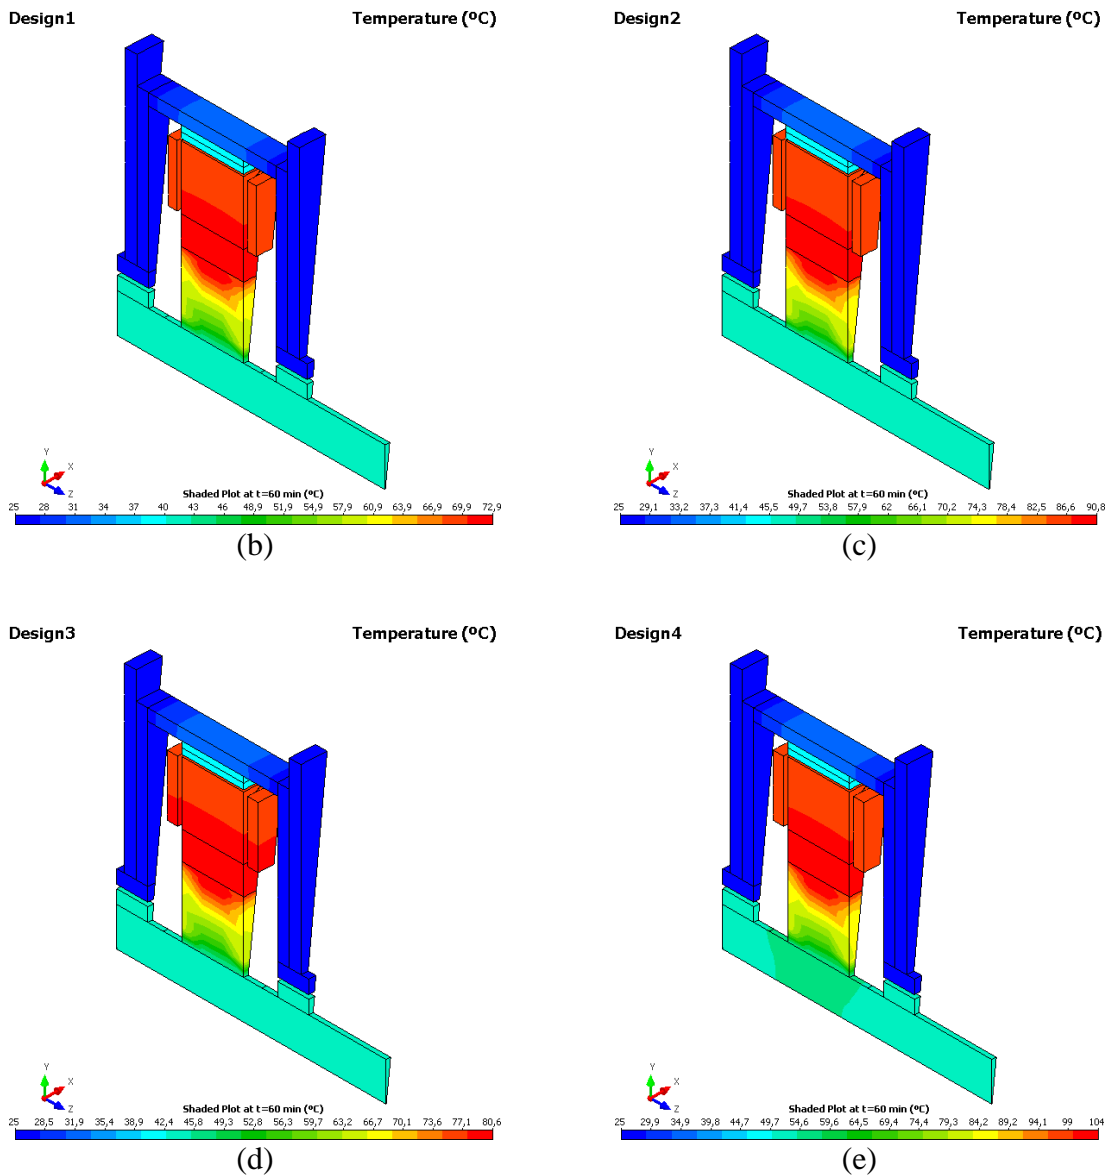 Design1 Temperature (ºC)
Y
X
Z
Shaded Plot at t=60 min (ºC)
25 28 31 34 37 40 43 46 48,9 51,9 54,9 57,9 60,9 63,9 66,9 69,9 72,9
(b)
Design2 Temperature (ºC)
Y
X
Z
Shaded Plot at t=60 min (ºC)
25 29,1 33,2 37,3 41,4 45,5 49,7 53,8 57,9 62 66,1 70,2 74,3 78,4 82,5 86,6 90,8
(c)
Design3 Temperature (ºC)
Y
X
Z
Shaded Plot at t=60 min (ºC)
25 28,5 31,9 35,4 38,9 42,4 45,8 49,3 52,8 56,3 59,7 63,2 66,7 70,1 73,6 77,1 80,6
(d)
Design4 Temperature (ºC)
Y
X
Z
Shaded Plot at t=60 min (ºC)
25 29,9 34,9 39,8 44,7 49,7 54,6 59,6 64,5 69,4 74,3 79,3 84,2 89,2 94,1 99 104
(e)